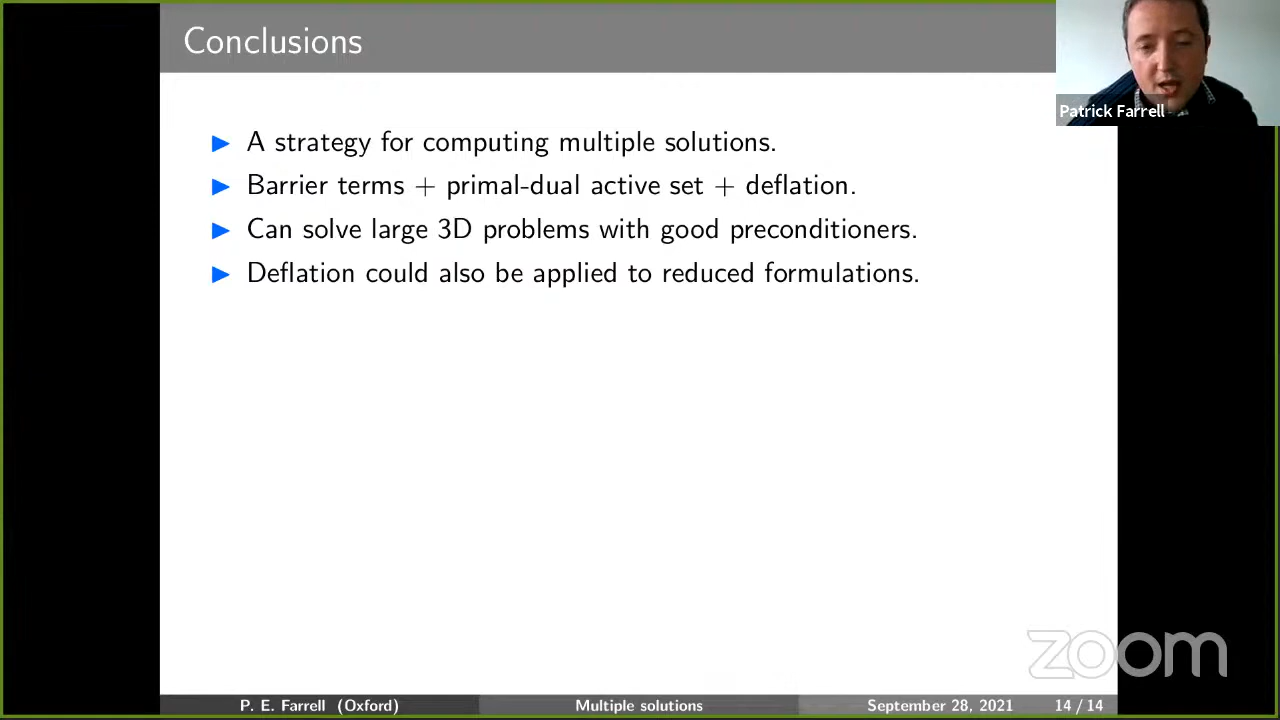 Conclusions
Patrick Farrell
▶ A strategy for computing multiple solutions.
▶ Barrier terms + primal-dual active set + deflation.
▶ Can solve large 3D problems with good preconditioners.
▶ Deflation could also be applied to reduced formulations.
zoom
P. E. Farrell (Oxford) Multiple solutions September 28, 2021 14 / 14